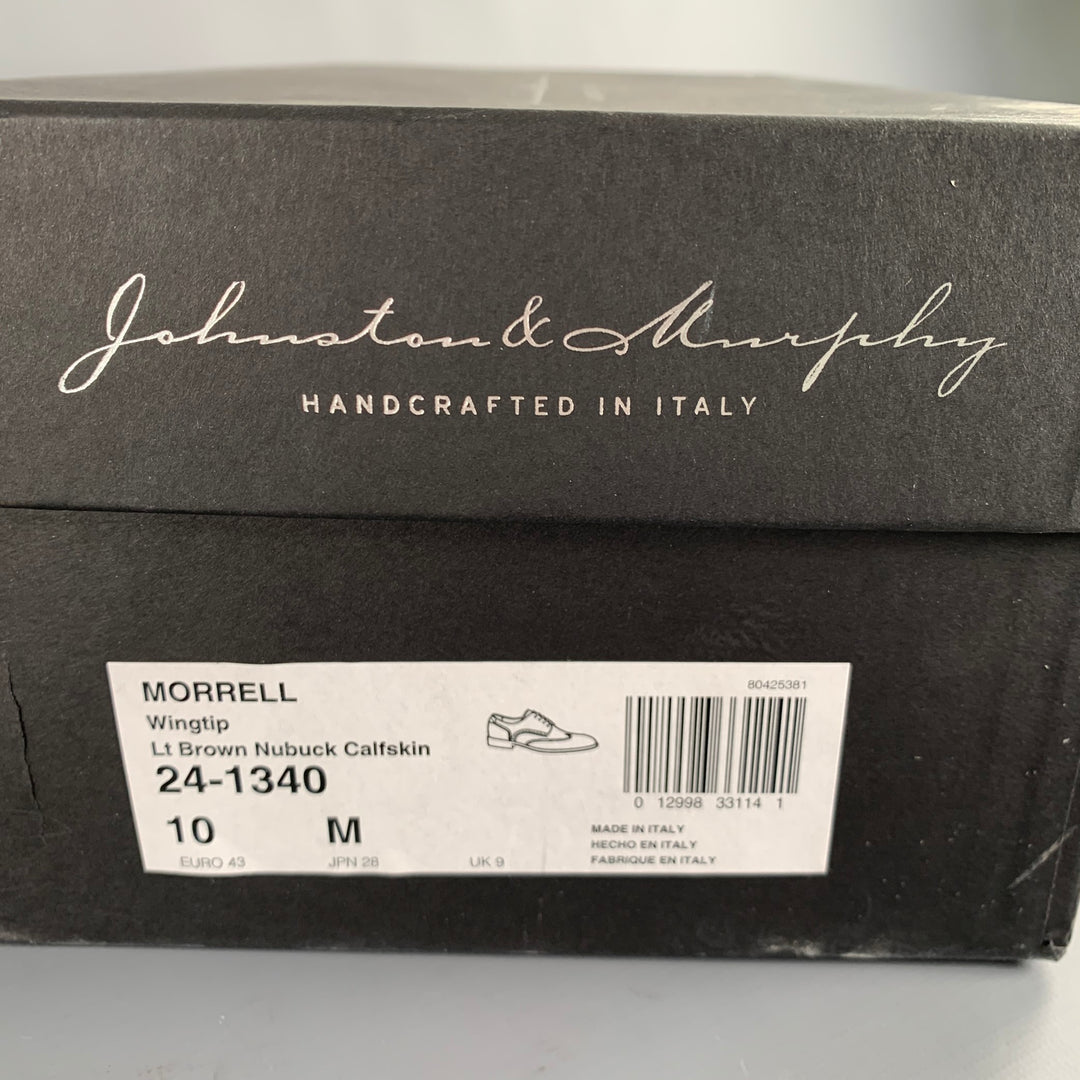 Johnston & Murphy
HANDCRAFTED IN ITALY
MORRELL
Wingtip
Lt Brown Nubuck Calfskin
24-1340
10 M
EURO 43 JPN 28 UK 9
80425381
0 12998 33114 1
MADE IN ITALY
HECHO EN ITALY
FABRIQUE EN ITALY